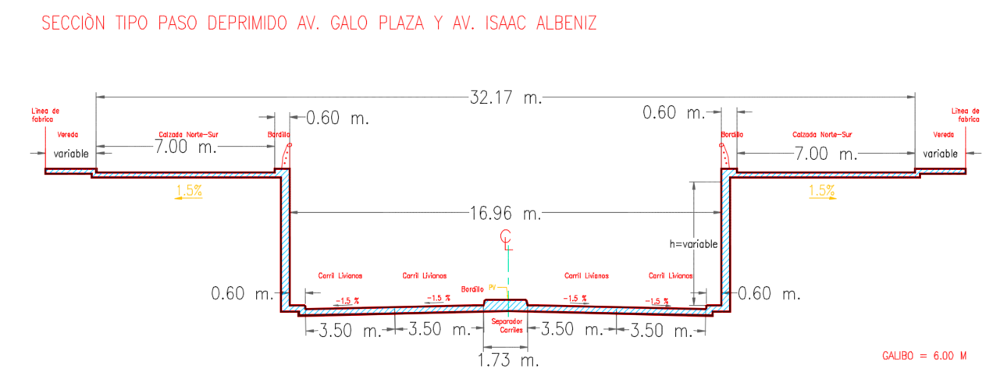 SECCIÒN TIPO PASO DEPRIMIDO AV. GALO PLAZA Y AV. ISAAC ALBENIZ
32.17 m.
Línea de
fabrica
0.60 m.
0.60 m.
Línea de
fabrica
Vereda
Calzada Norte-Sur
Bordillo
Bordillo
Calzada Norte-Sur
Vereda
variable
7.00 m.
7.00 m.
variable
1.5%
1.5%
16.96 m.
CL
h=variable
Carril Livianos
Carril Livianos
Carril Livianos
Carril Livianos
0.60 m.
Bordillo
PV
0.60 m.
-1.5 %
-1.5 %
-1.5 %
-1.5 %
3.50 m.
3.50 m.
Separador
Carriles
3.50 m.
3.50 m.
1.73 m.
GALIBO = 6.00 M